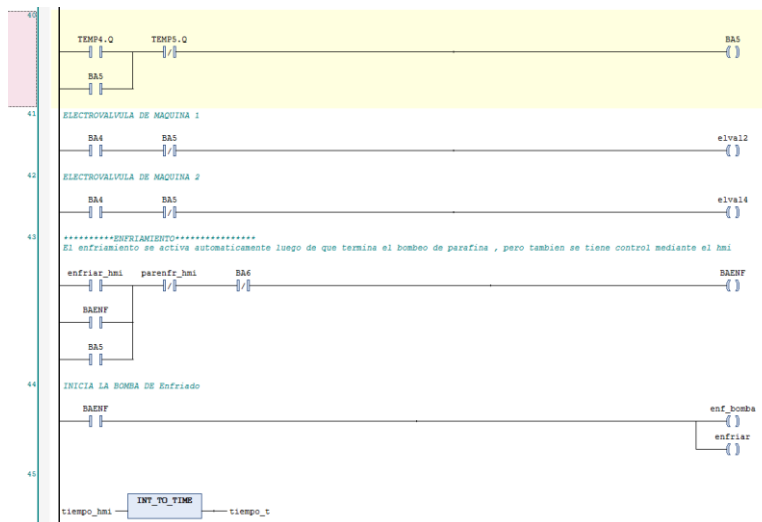 40
TEMP4.Q TEMP5.Q BA5
BA5
41 ELECTROVALVULA DE MAQUINA 1
BA4 BA5 elval2
42 ELECTROVALVULA DE MAQUINA 2
BA4 BA5 elval4
43 **********ENFRIAMIENTO****************
El enfriamiento se activa automaticamente luego de que termina el bombeo de parafina , pero tambien se tiene control mediante el hmi
enfriar_hmi parenfr_hmi BA6 BAENF
BAENF
BA5
44 INICIA LA BOMBA DE Enfriado
BAENF enf_bomba
enfriar
45
INT_TO_TIME
tiempo_hmi tiempo_t